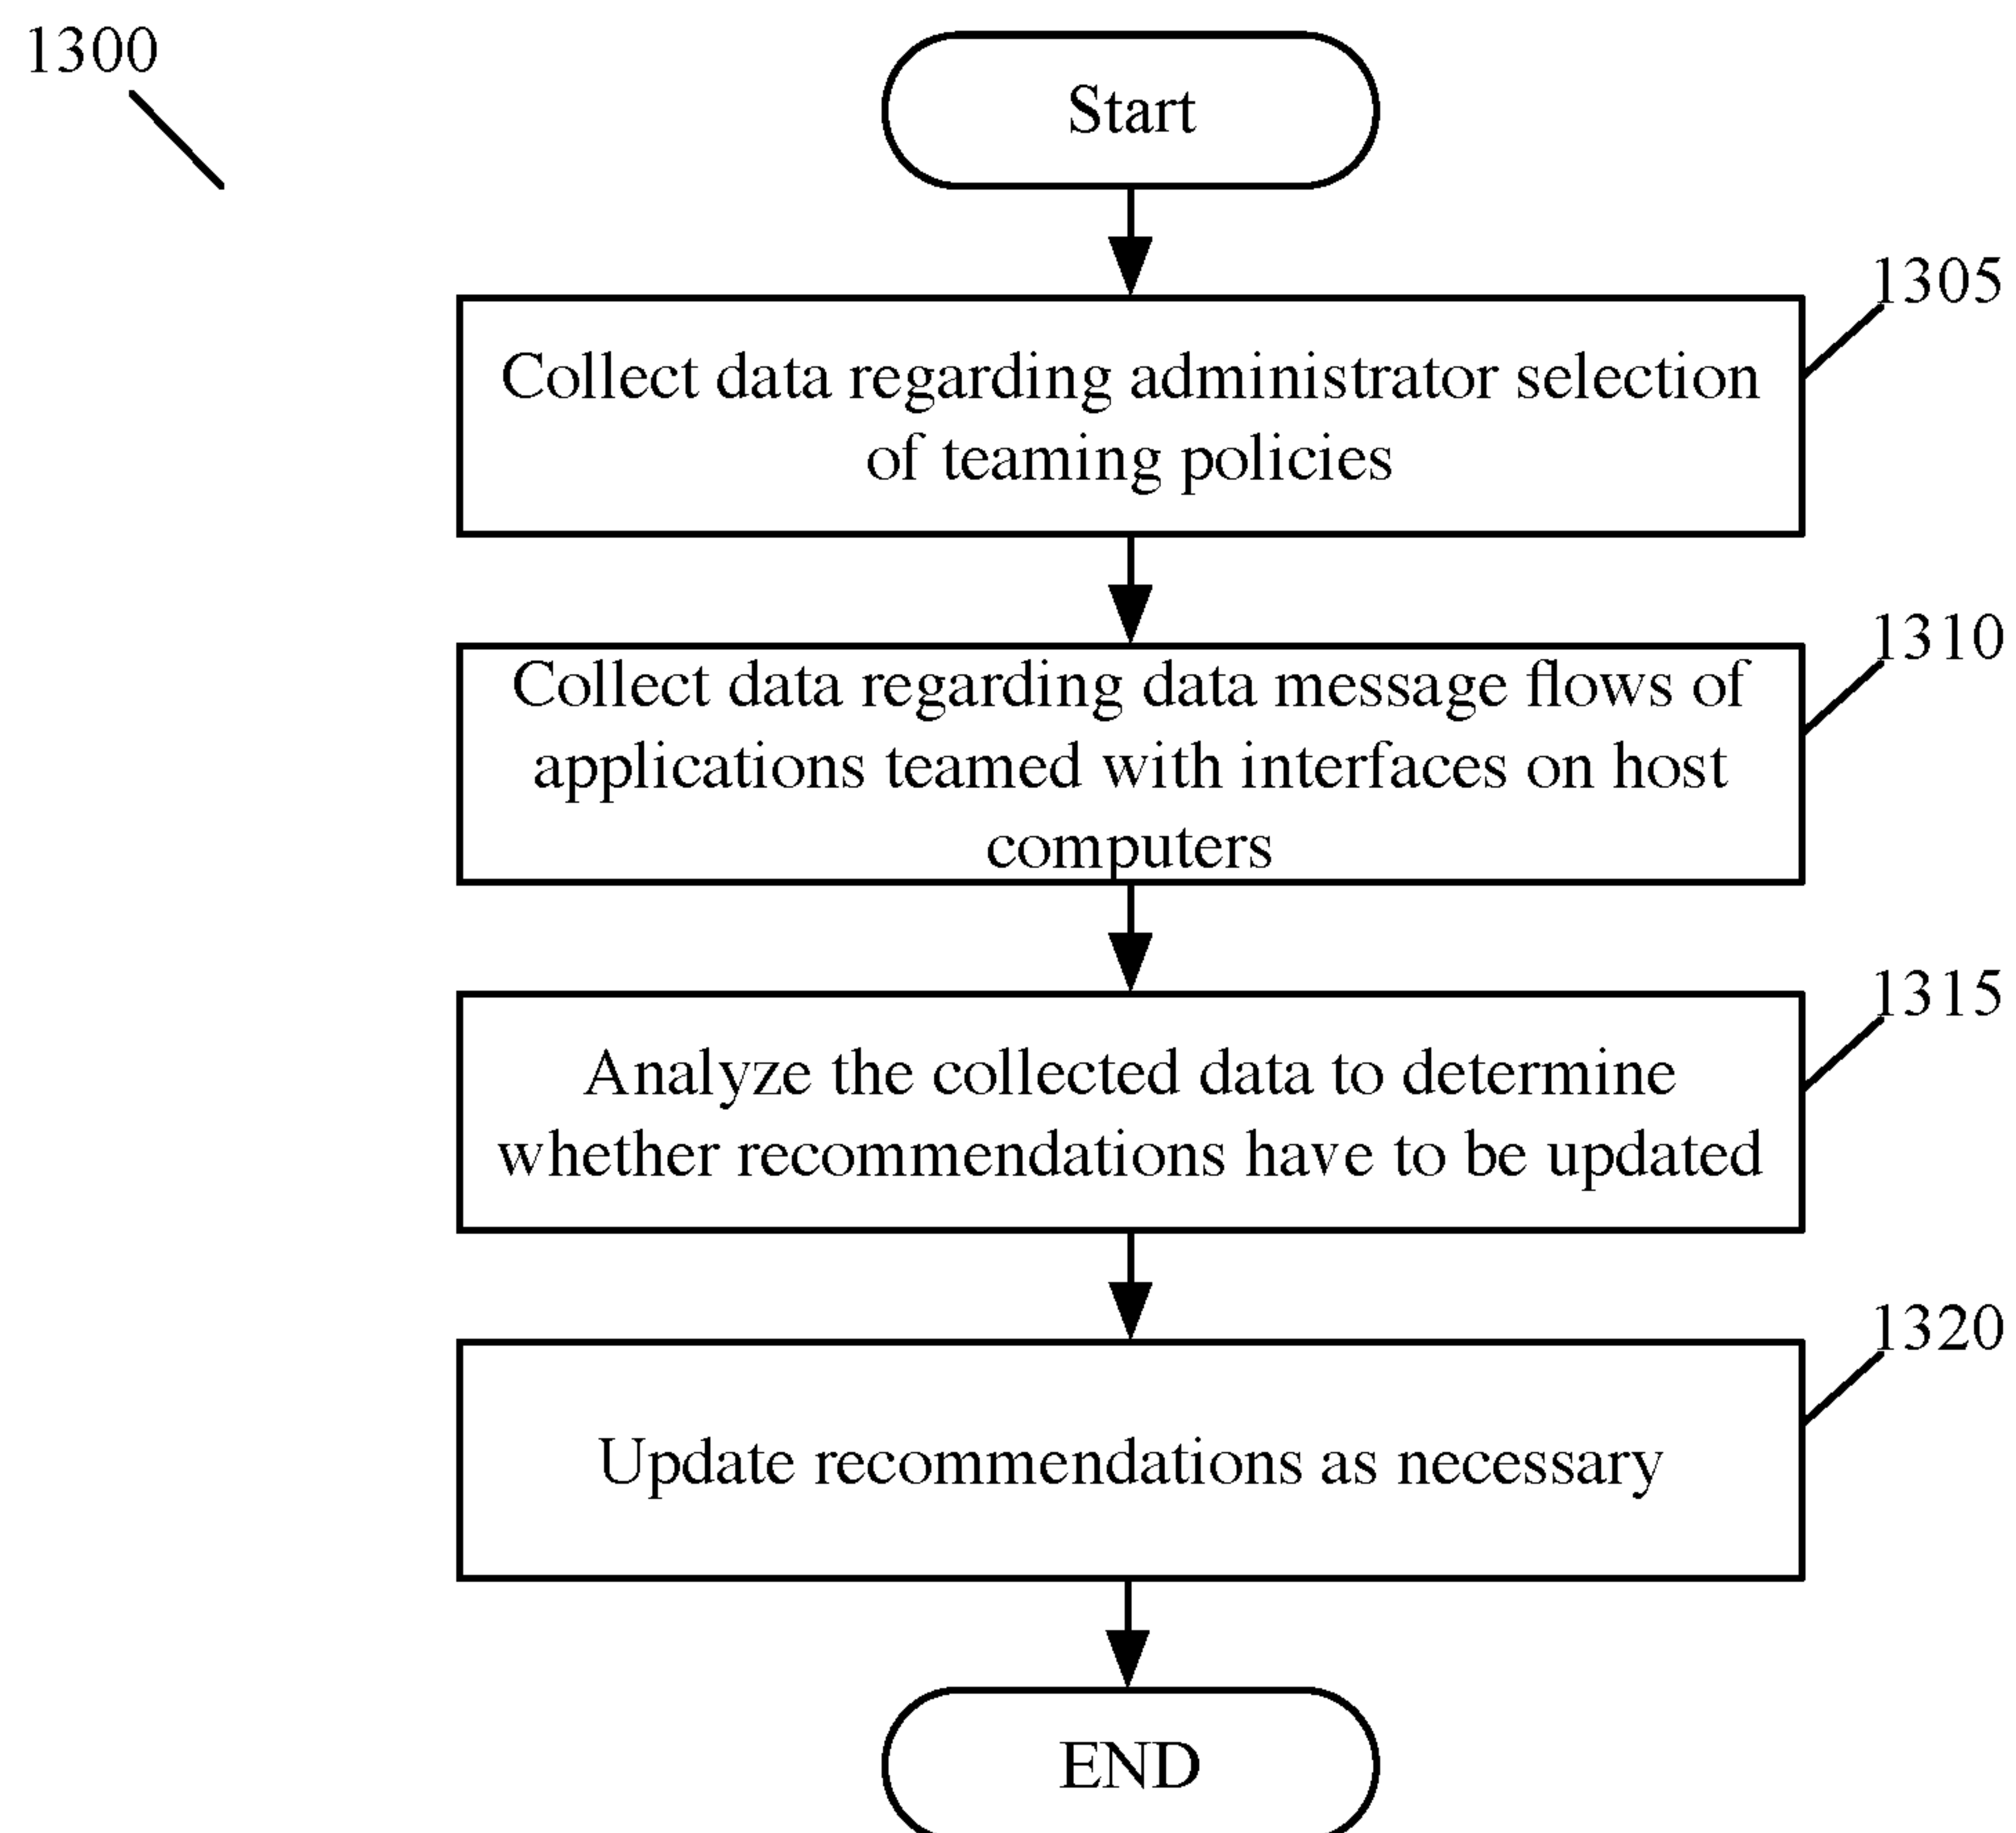 1300
Start
1305
Collect data regarding administrator selection
of teaming policies
1310
Collect data regarding data message flows of
applications teamed with interfaces on host
computers
1315
Analyze the collected data to determine
whether recommendations have to be updated
1320
Update recommendations as necessary
END